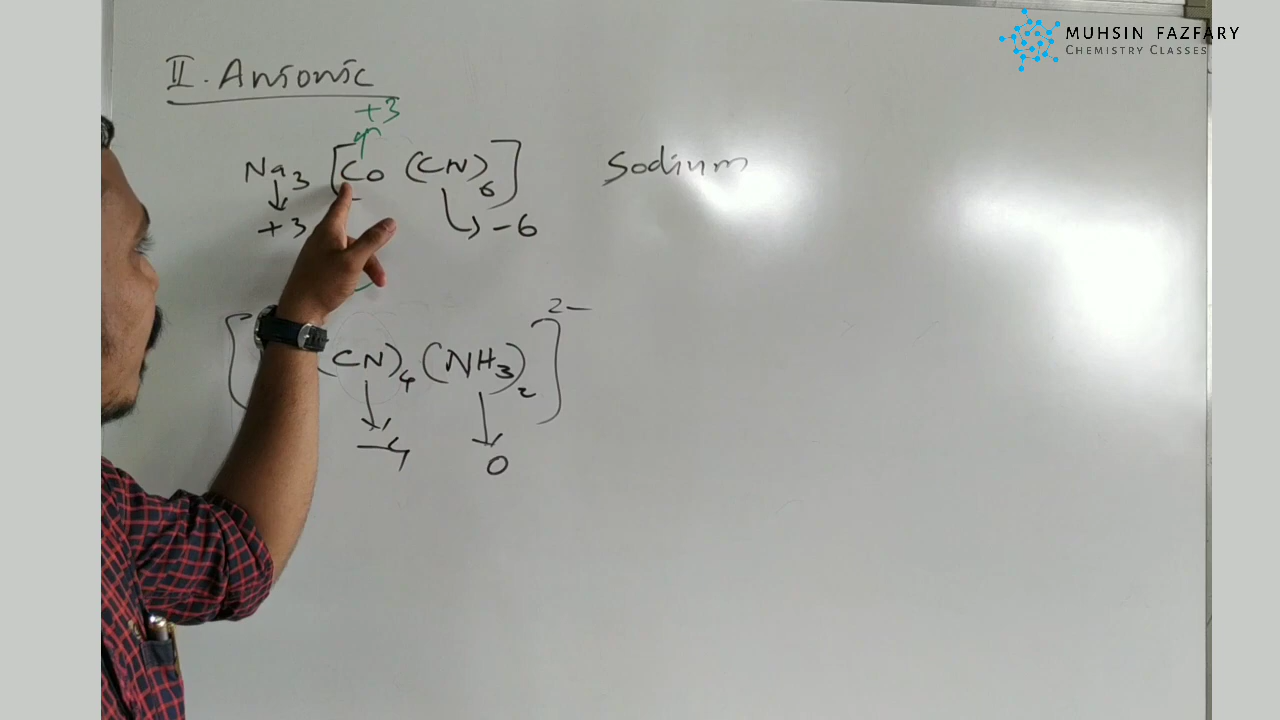 MUHSIN FAZFARY
CHEMISTRY CLASSES
II. Anionic
+3
Na3 [Co (CN)6] Sodium
+3 -6
2-
(CN)4 (NH3)2 ]
-4 0